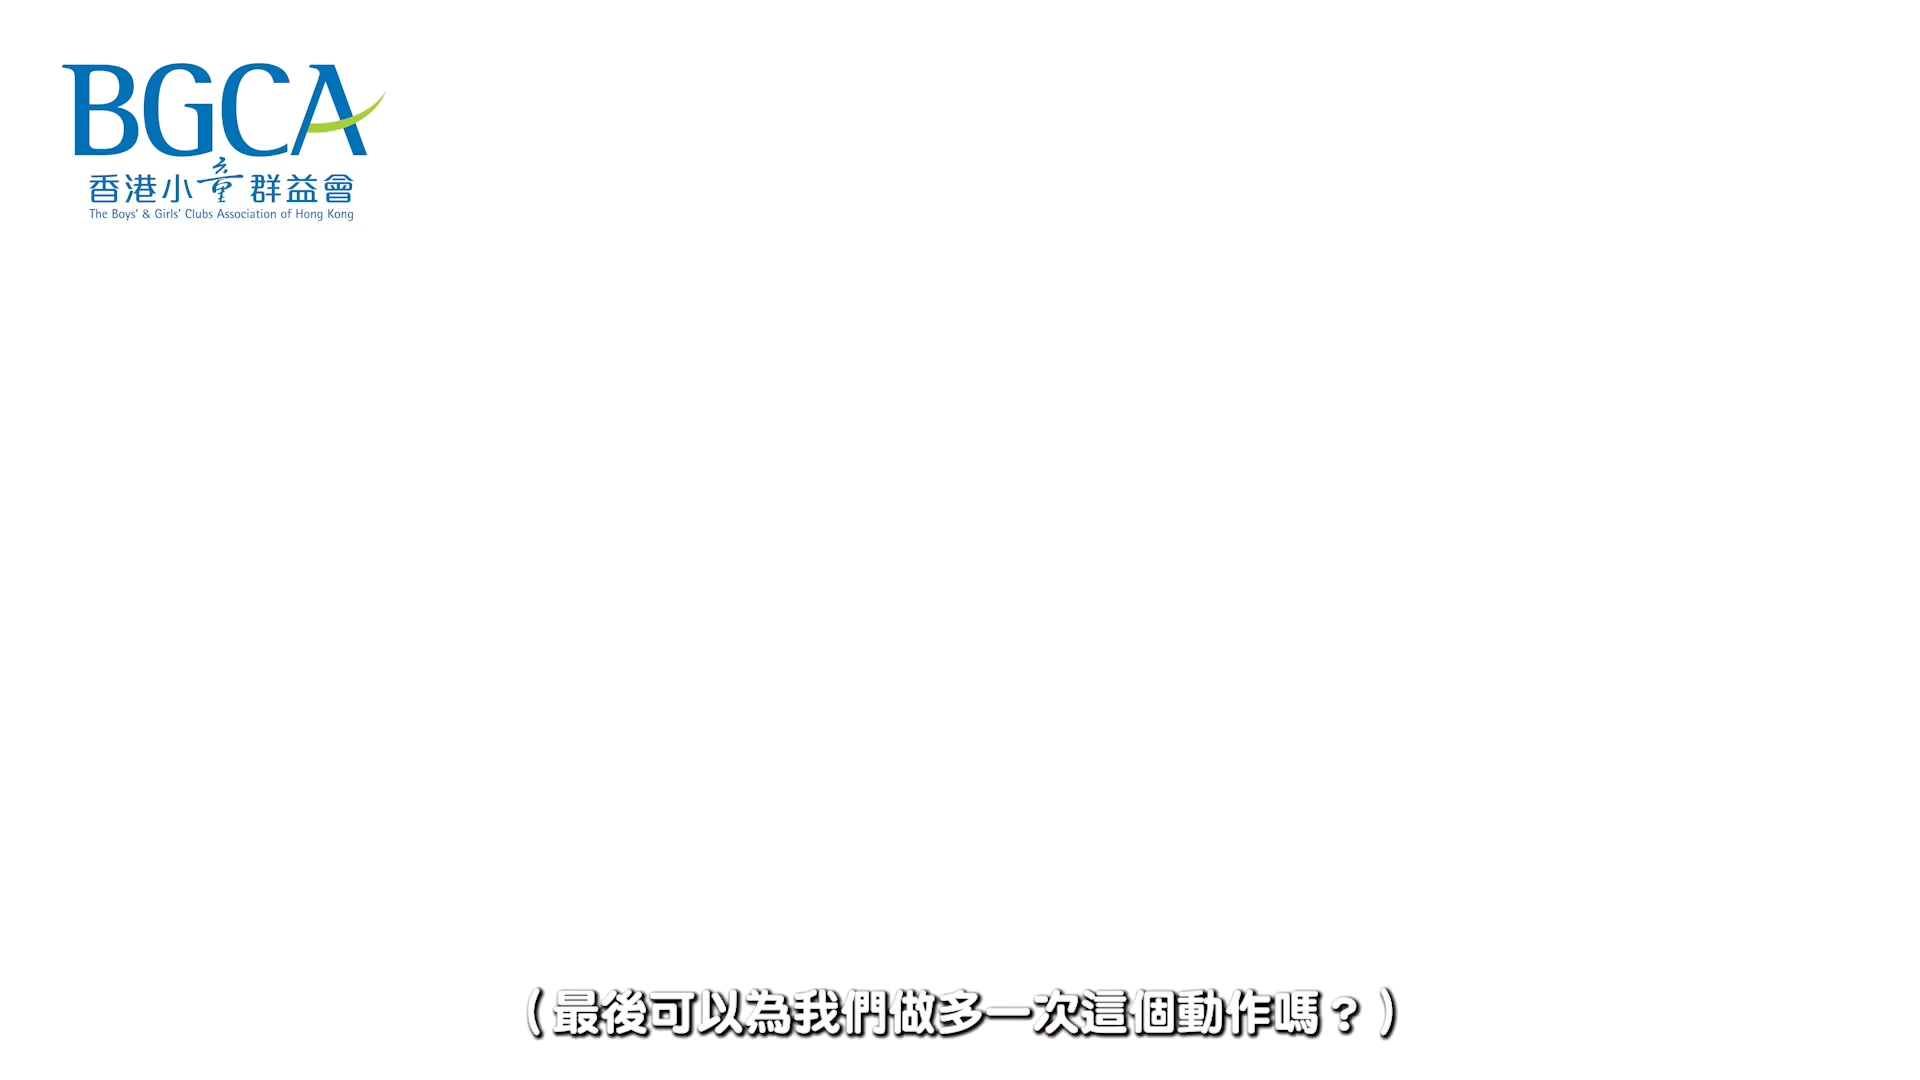 BGCA
香港小童群益會
The Boys' & Girls' Clubs Association of Hong Kong
（最後可以為我們做多一次這個動作嗎？）